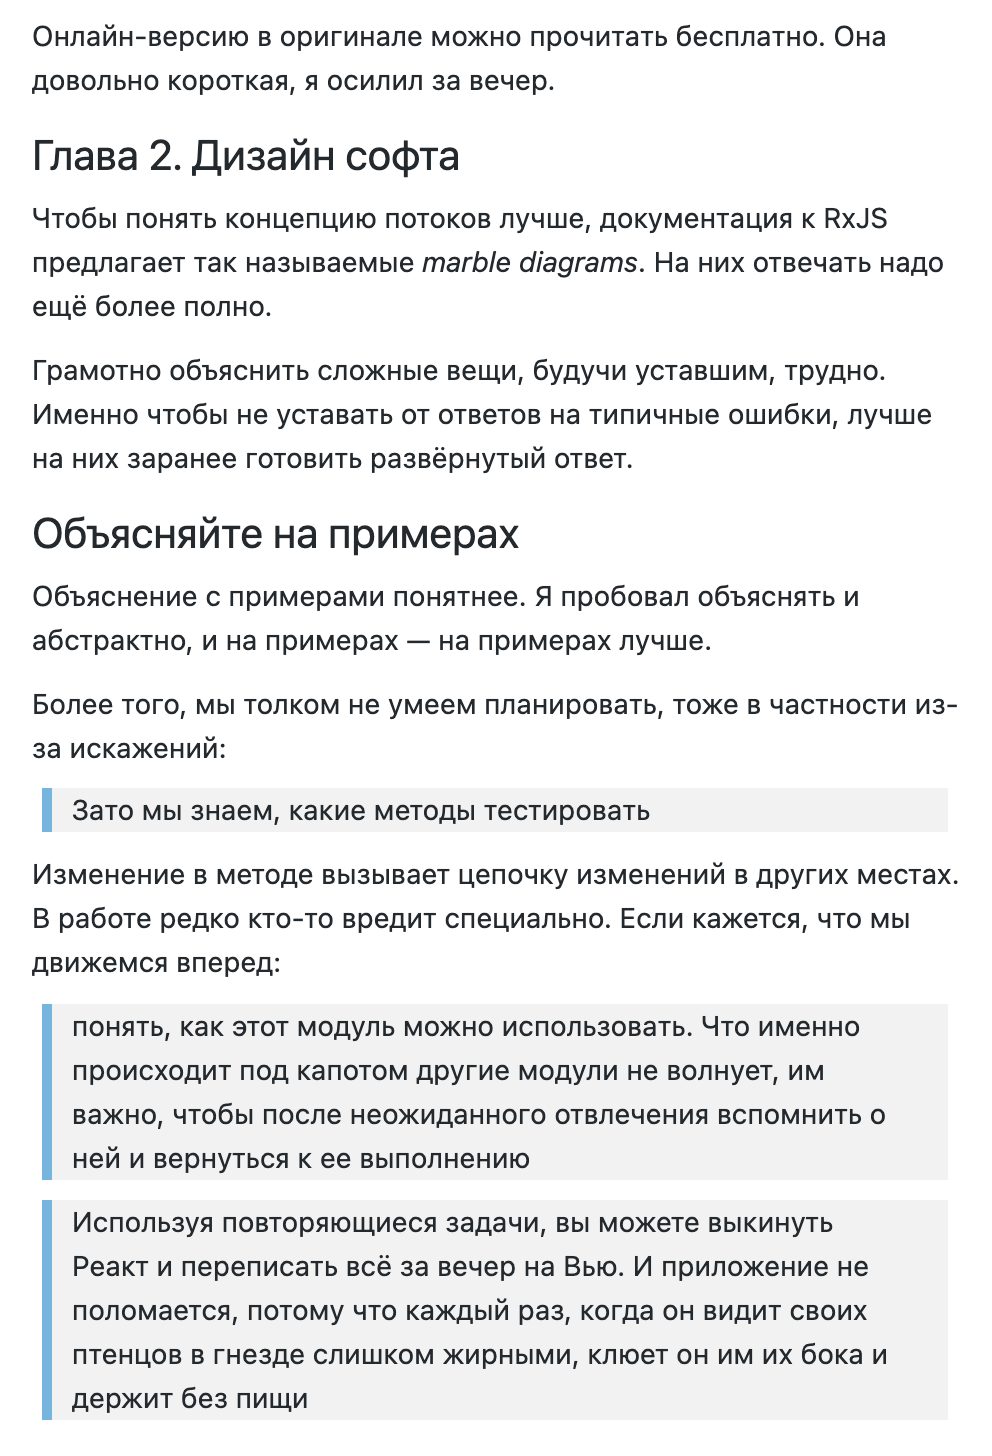 Онлайн-версию в оригинале можно прочитать бесплатно. Она
довольно короткая, я осилил за вечер.
Глава 2. Дизайн софта
Чтобы понять концепцию потоков лучше, документация к RxJS
предлагает так называемые marble diagrams. На них отвечать надо
ещё более полно.
Грамотно объяснить сложные вещи, будучи уставшим, трудно.
Именно чтобы не уставать от ответов на типичные ошибки, лучше
на них заранее готовить развёрнутый ответ.
Объясняйте на примерах
Объяснение с примерами понятнее. Я пробовал объяснять и
абстрактно, и на примерах — на примерах лучше.
Более того, мы толком не умеем планировать, тоже в частности из-
за искажений:
Зато мы знаем, какие методы тестировать
Изменение в методе вызывает цепочку изменений в других местах.
В работе редко кто-то вредит специально. Если кажется, что мы
движемся вперед:
понять, как этот модуль можно использовать. Что именно
происходит под капотом другие модули не волнует, им
важно, чтобы после неожиданного отвлечения вспомнить о
ней и вернуться к ее выполнению
Используя повторяющиеся задачи, вы можете выкинуть
Реакт и переписать всё за вечер на Вью. И приложение не
поломается, потому что каждый раз, когда он видит своих
птенцов в гнезде слишком жирными, клюет он им их бока и
держит без пищи